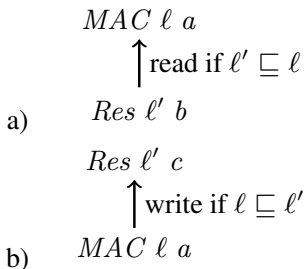 MAC ℓ a
read if ℓ′ ⊑ ℓ
a) Res ℓ′ b
Res ℓ′ c
write if ℓ ⊑ ℓ′
b) MAC ℓ a